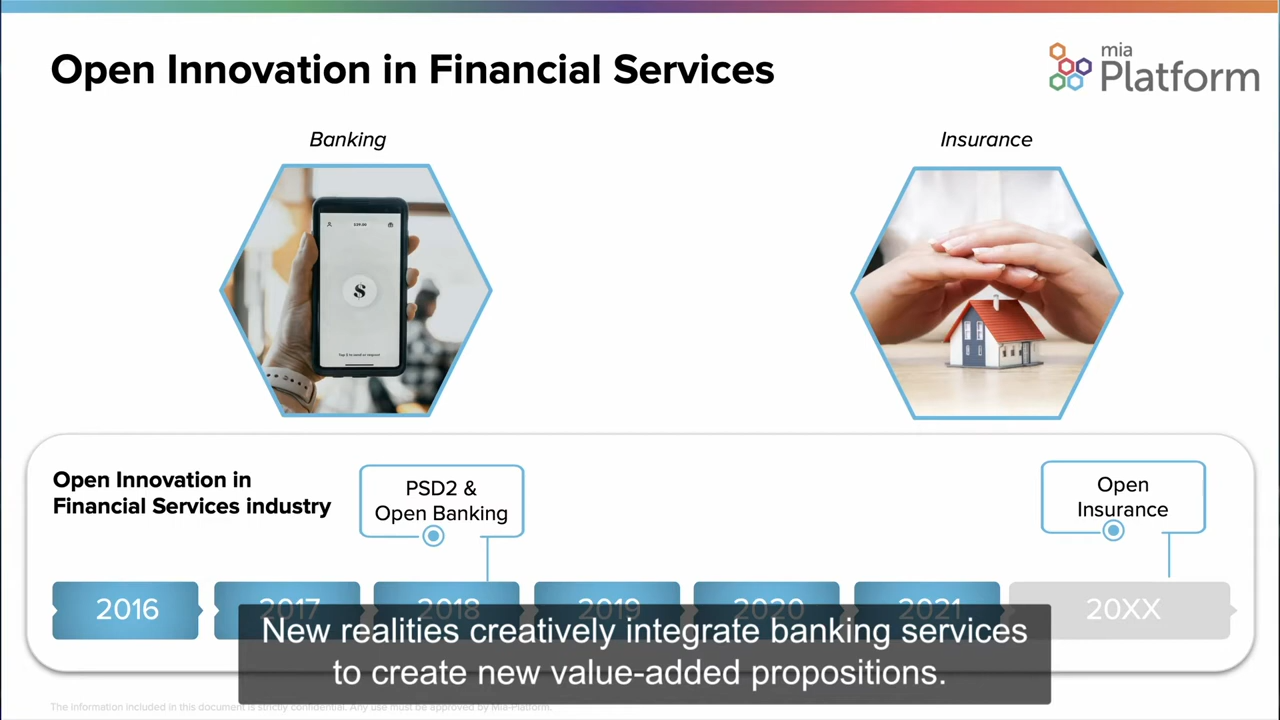 Open Innovation in Financial Services
mia
Platform
Banking
Insurance
$
Open Innovation in
Financial Services industry
PSD2 &
Open Banking
Open
Insurance
2016
2017
2018
2019
2020
2021
20XX
New realities creatively integrate banking services
to create new value-added propositions.
The information included in this document is strictly confidential. Any use must be approved by Mia-Platform.